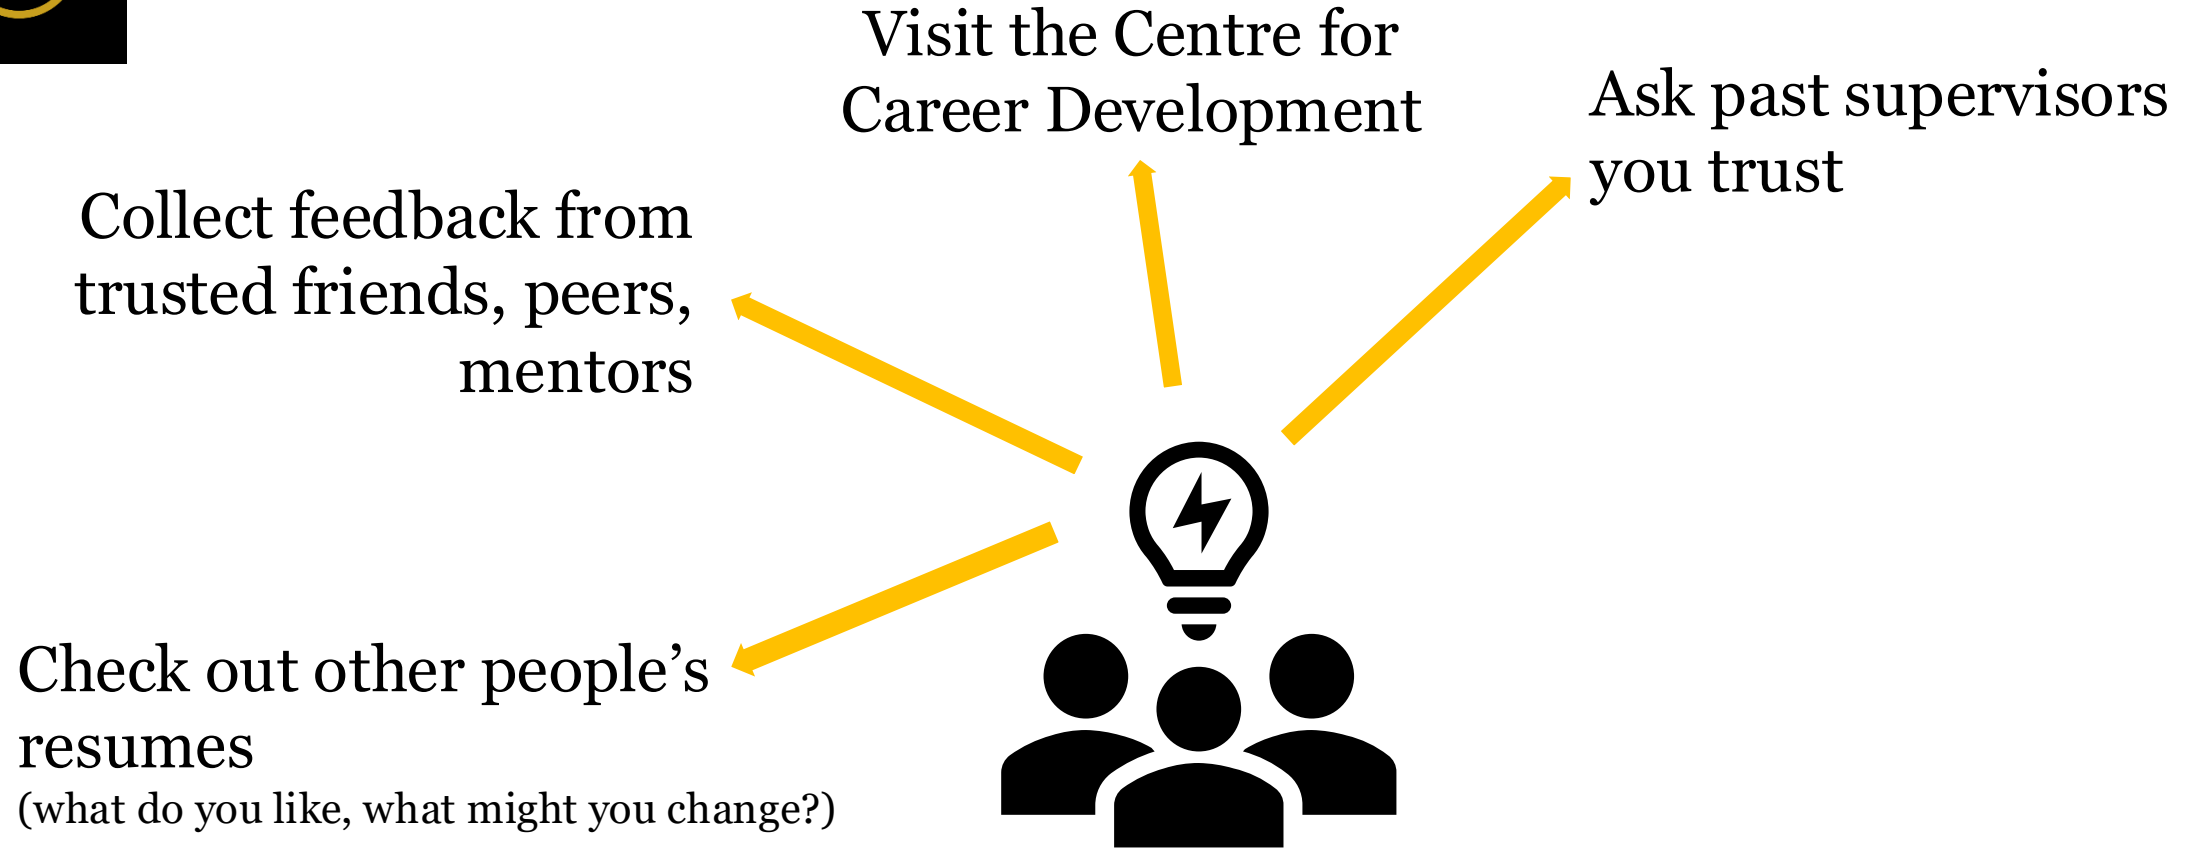 Visit the Centre for
Career Development
Ask past supervisors
you trust
Collect feedback from
trusted friends, peers,
mentors
Check out other people’s
resumes
(what do you like, what might you change?)